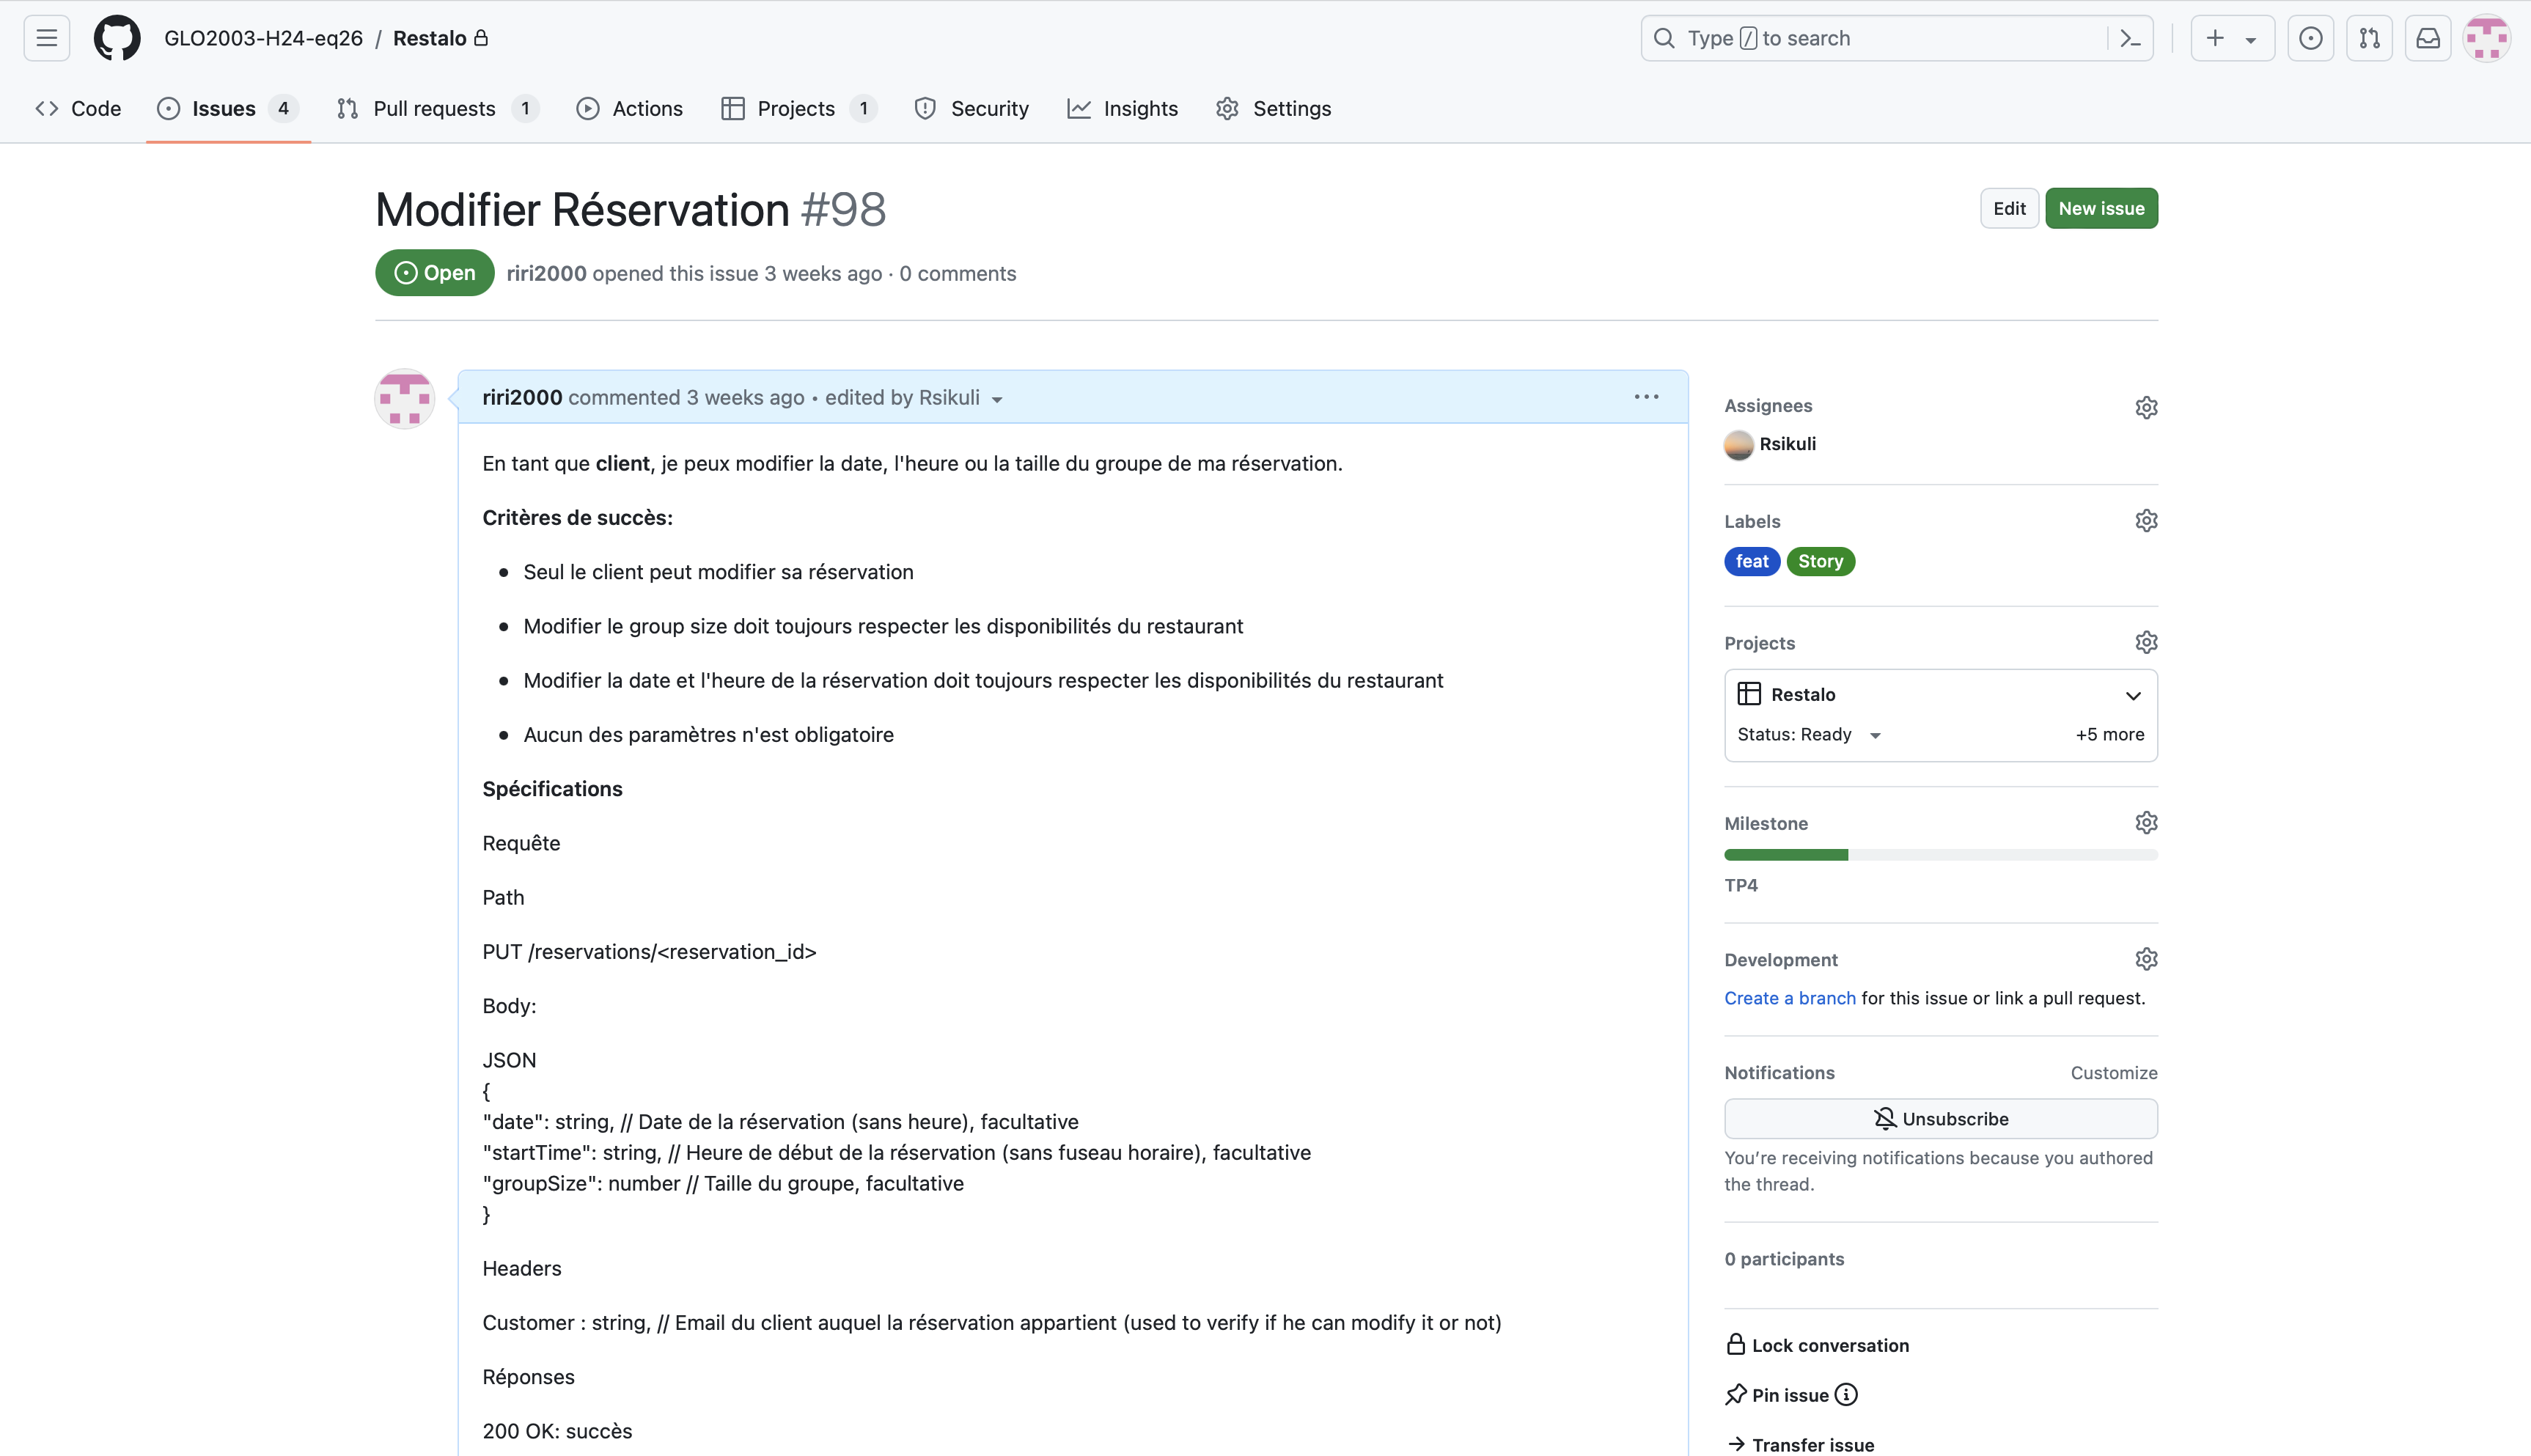 GLO2003-H24-eq26 / Restalo
Type / to search
Code
Issues 4
Pull requests 1
Actions
Projects 1
Security
Insights
Settings
Modifier Réservation #98
Edit
New issue
Open
riri2000 opened this issue 3 weeks ago · 0 comments
riri2000 commented 3 weeks ago • edited by Rsikuli
En tant que client, je peux modifier la date, l'heure ou la taille du groupe de ma réservation.
Critères de succès:
• Seul le client peut modifier sa réservation
• Modifier le group size doit toujours respecter les disponibilités du restaurant
• Modifier la date et l'heure de la réservation doit toujours respecter les disponibilités du restaurant
• Aucun des paramètres n'est obligatoire
Spécifications
Requête
Path
PUT /reservations/<reservation_id>
Body:
JSON
{
"date": string, // Date de la réservation (sans heure), facultative
"startTime": string, // Heure de début de la réservation (sans fuseau horaire), facultative
"groupSize": number // Taille du groupe, facultative
}
Headers
Customer : string, // Email du client auquel la réservation appartient (used to verify if he can modify it or not)
Réponses
200 OK: succès
Assignees
Rsikuli
Labels
feat Story
Projects
Restalo
Status: Ready +5 more
Milestone
TP4
Development
Create a branch for this issue or link a pull request.
Notifications Customize
Unsubscribe
You're receiving notifications because you authored
the thread.
0 participants
Lock conversation
Pin issue
Transfer issue